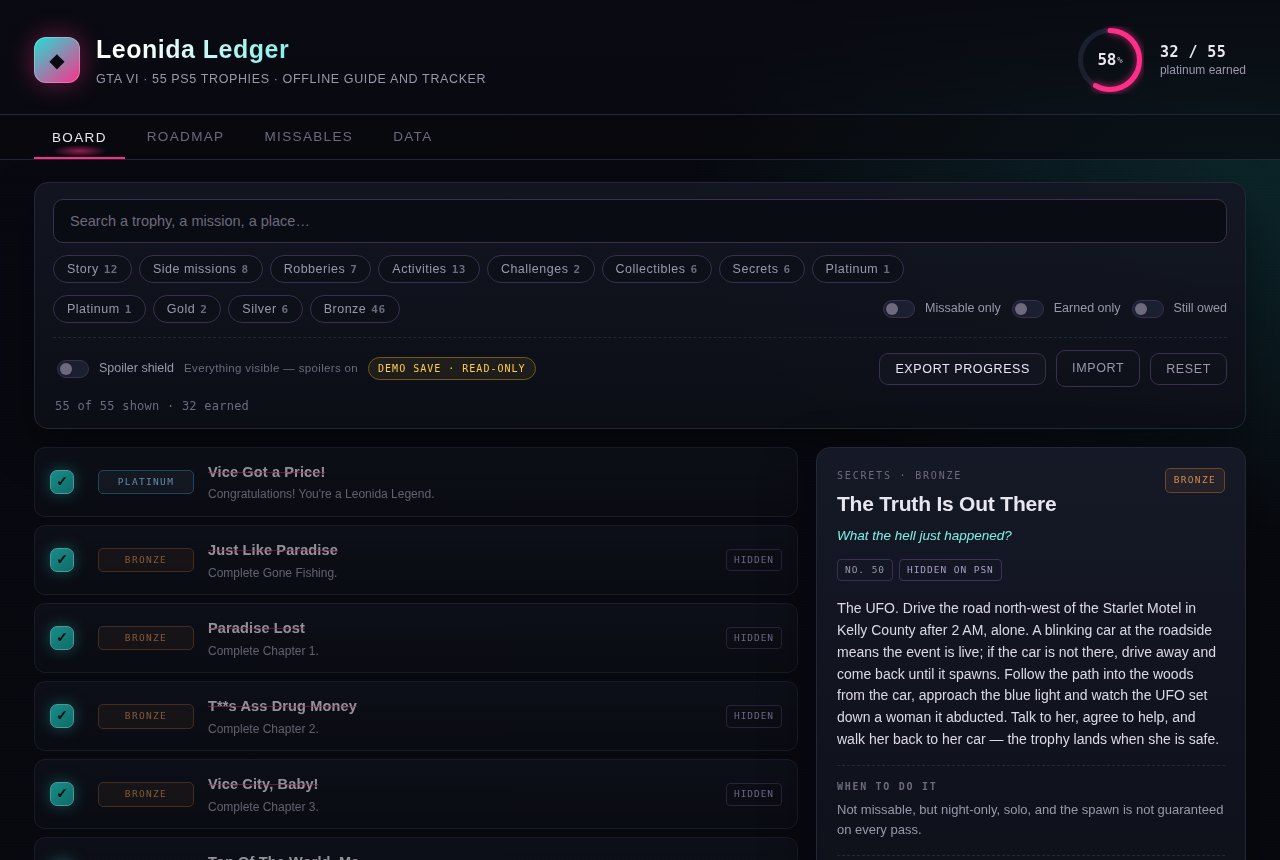 Leonida Ledger
GTA VI · 55 PS5 TROPHIES · OFFLINE GUIDE AND TRACKER
58%
32 / 55
platinum earned
BOARD ROADMAP MISSABLES DATA
Search a trophy, a mission, a place…
Story 12 Side missions 8 Robberies 7 Activities 13 Challenges 2 Collectibles 6 Secrets 6 Platinum 1
Platinum 1 Gold 2 Silver 6 Bronze 46 Missable only Earned only Still owed
Spoiler shield Everything visible — spoilers on DEMO SAVE · READ-ONLY EXPORT PROGRESS IMPORT RESET
55 of 55 shown · 32 earned
PLATINUM
Vice Got a Price!
Congratulations! You're a Leonida Legend.
BRONZE
Just Like Paradise
Complete Gone Fishing.
HIDDEN
BRONZE
Paradise Lost
Complete Chapter 1.
HIDDEN
BRONZE
T**s Ass Drug Money
Complete Chapter 2.
HIDDEN
BRONZE
Vice City, Baby!
Complete Chapter 3.
HIDDEN
SECRETS · BRONZE
BRONZE
The Truth Is Out There
What the hell just happened?
NO. 50 HIDDEN ON PSN
The UFO. Drive the road north-west of the Starlet Motel in
Kelly County after 2 AM, alone. A blinking car at the roadside
means the event is live; if the car is not there, drive away and
come back until it spawns. Follow the path into the woods
from the car, approach the blue light and watch the UFO set
down a woman it abducted. Talk to her, agree to help, and
walk her back to her car — the trophy lands when she is safe.
WHEN TO DO IT
Not missable, but night-only, solo, and the spawn is not guaranteed
on every pass.